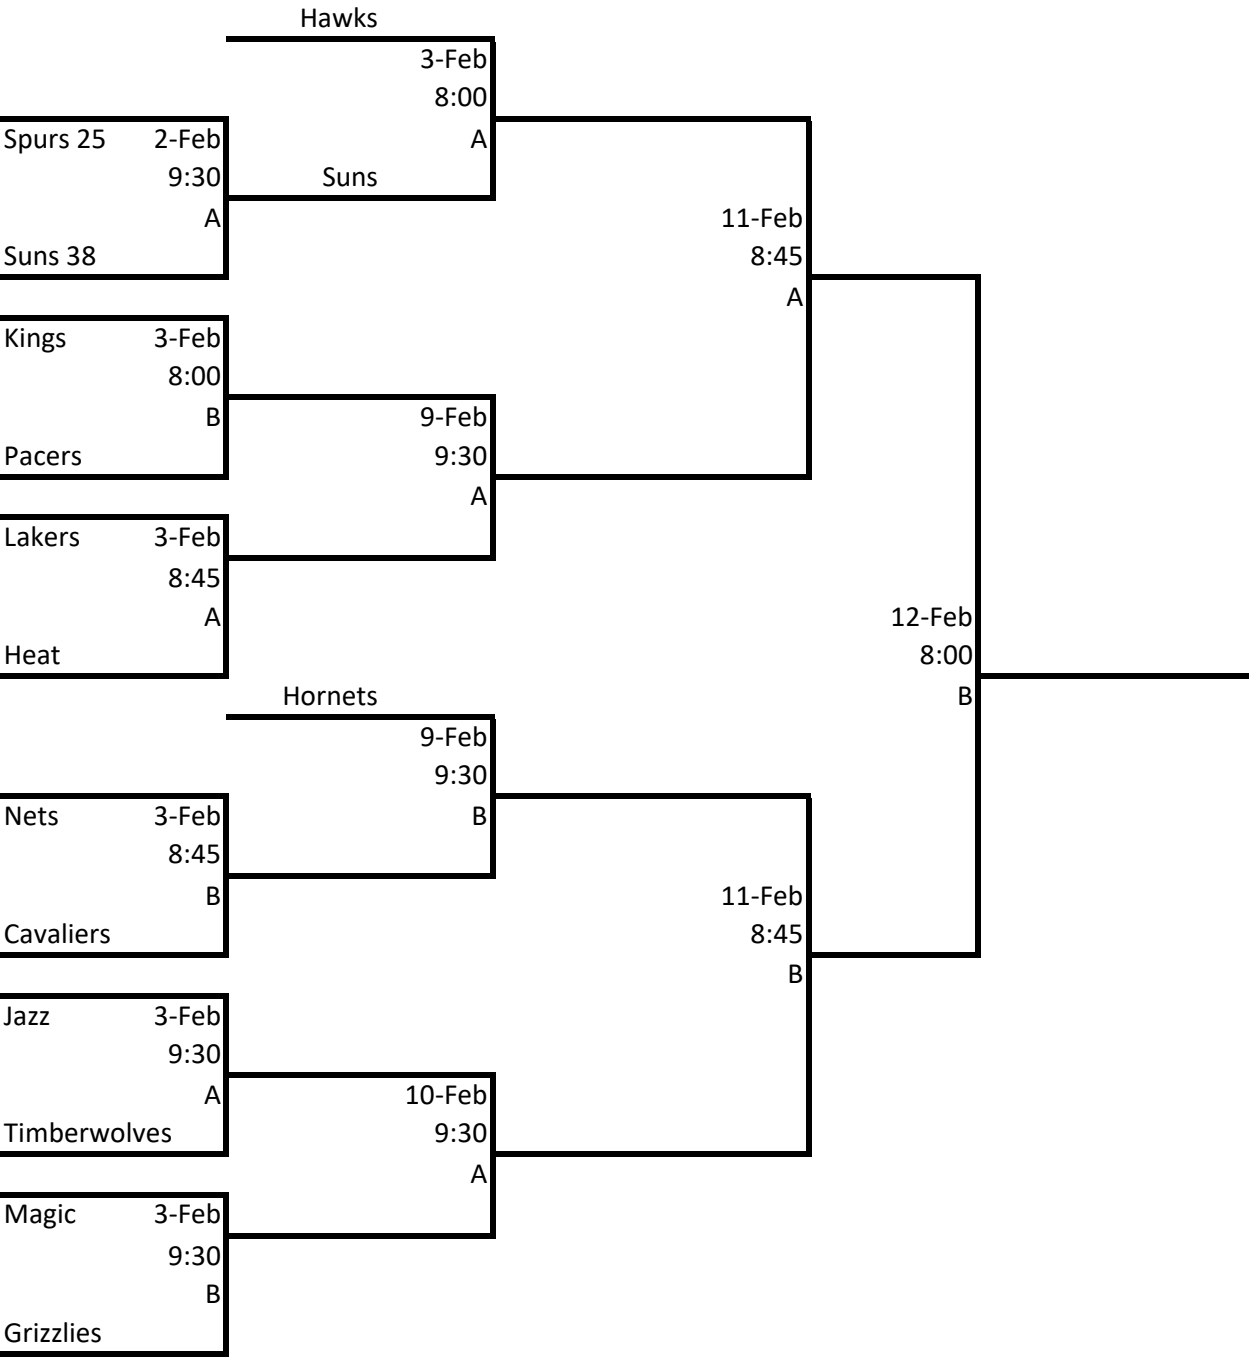 Hawks
3-Feb
8:00
A
Spurs 25 2-Feb
9:30
A
Suns
Suns 38
11-Feb
8:45
A
Kings 3-Feb
8:00
B
Pacers
9-Feb
9:30
A
Lakers 3-Feb
8:45
A
Heat
12-Feb
8:00
B
Hornets
9-Feb
9:30
B
Nets 3-Feb
8:45
B
Cavaliers
11-Feb
8:45
B
Jazz 3-Feb
9:30
A
Timberwolves
10-Feb
9:30
A
Magic 3-Feb
9:30
B
Grizzlies